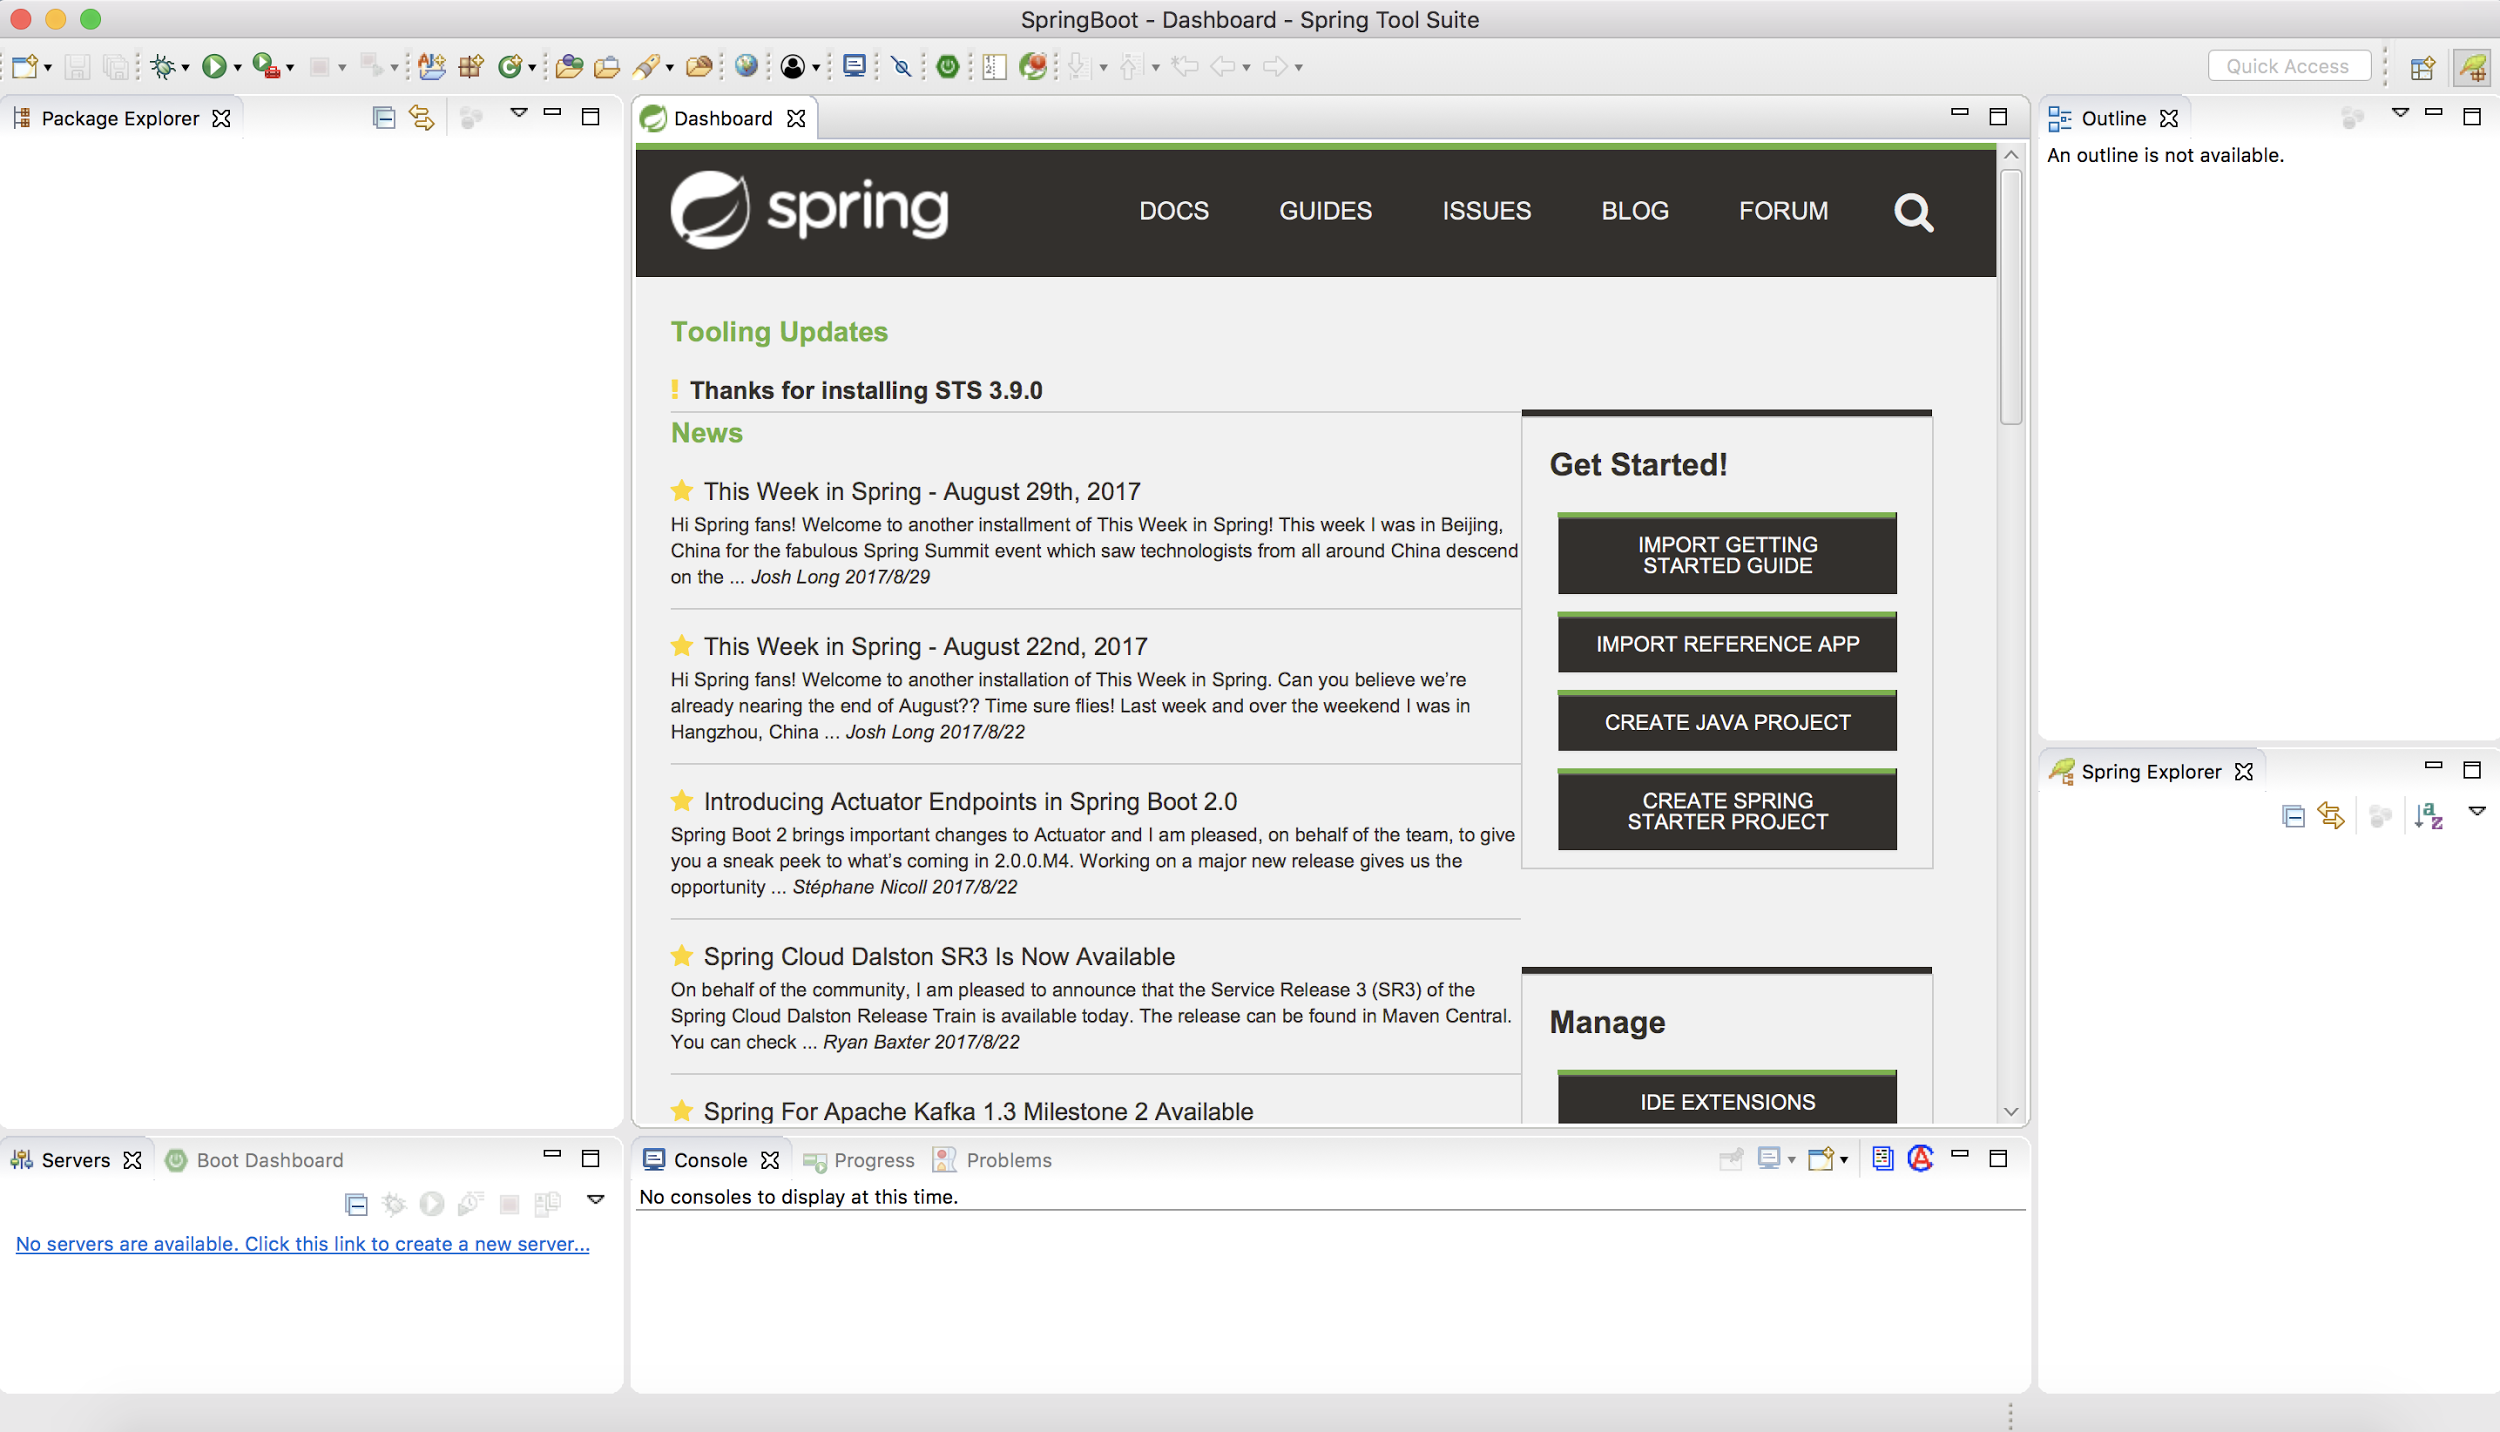 SpringBoot - Dashboard - Spring Tool Suite
Quick Access
Package Explorer
Dashboard
spring
DOCS
GUIDES
ISSUES
BLOG
FORUM
Tooling Updates
! Thanks for installing STS 3.9.0
News
This Week in Spring - August 29th, 2017
Hi Spring fans! Welcome to another installment of This Week in Spring! This week I was in Beijing,
China for the fabulous Spring Summit event which saw technologists from all around China descend
on the ... Josh Long 2017/8/29
This Week in Spring - August 22nd, 2017
Hi Spring fans! Welcome to another installation of This Week in Spring. Can you believe we’re
already nearing the end of August?? Time sure flies! Last week and over the weekend I was in
Hangzhou, China ... Josh Long 2017/8/22
Introducing Actuator Endpoints in Spring Boot 2.0
Spring Boot 2 brings important changes to Actuator and I am pleased, on behalf of the team, to give
you a sneak peek to what’s coming in 2.0.0.M4. Working on a major new release gives us the
opportunity ... Stéphane Nicoll 2017/8/22
Spring Cloud Dalston SR3 Is Now Available
On behalf of the community, I am pleased to announce that the Service Release 3 (SR3) of the
Spring Cloud Dalston Release Train is available today. The release can be found in Maven Central.
You can check ... Ryan Baxter 2017/8/22
Spring For Apache Kafka 1.3 Milestone 2 Available
Get Started!
IMPORT GETTING
STARTED GUIDE
IMPORT REFERENCE APP
CREATE JAVA PROJECT
CREATE SPRING
STARTER PROJECT
Manage
IDE EXTENSIONS
Outline
An outline is not available.
Spring Explorer
Servers
Boot Dashboard
No servers are available. Click this link to create a new server...
Console
Progress
Problems
No consoles to display at this time.